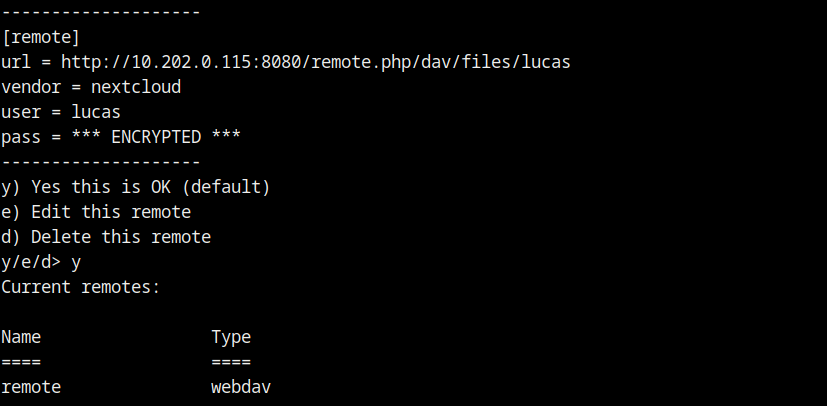 --------------------
[remote]
url = http://10.202.0.115:8080/remote.php/dav/files/lucas
vendor = nextcloud
user = lucas
pass = *** ENCRYPTED ***
--------------------
y) Yes this is OK (default)
e) Edit this remote
d) Delete this remote
y/e/d> y
Current remotes:

Name                 Type
====                 ====
remote               webdav